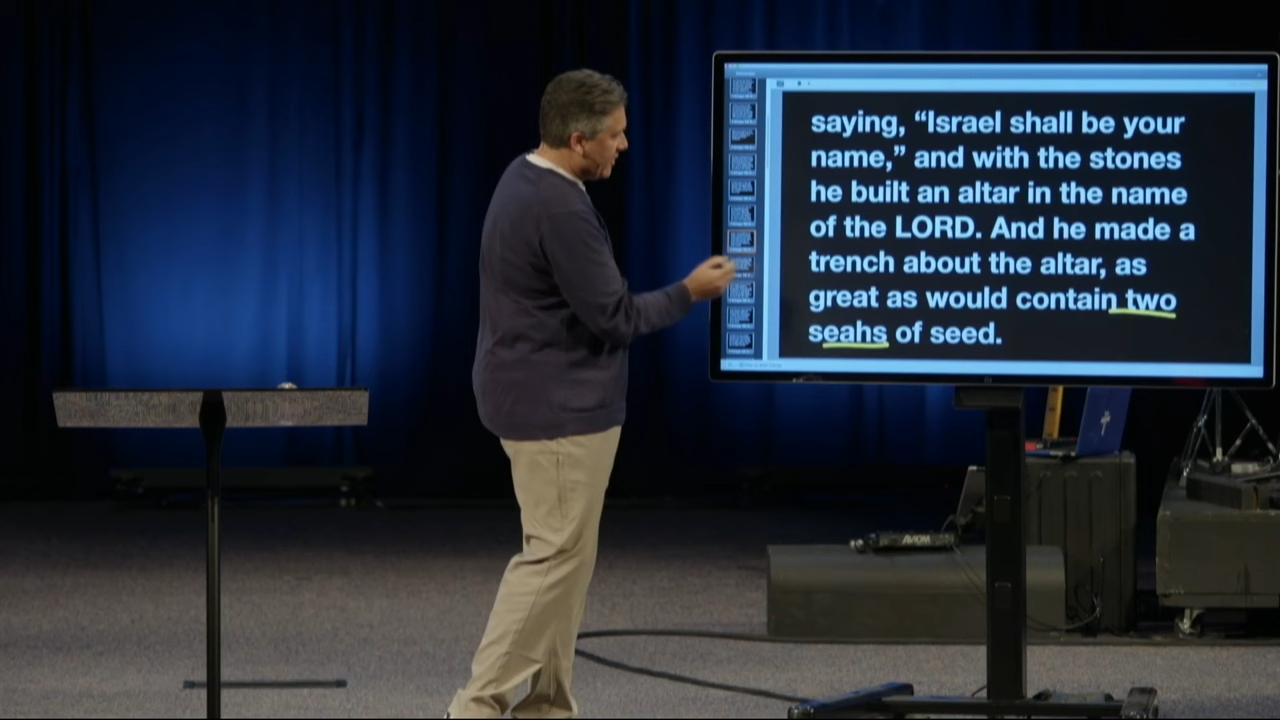 saying, “Israel shall be your
name,” and with the stones
he built an altar in the name
of the LORD. And he made a
trench about the altar, as
great as would contain two
seahs of seed.
AVIOM